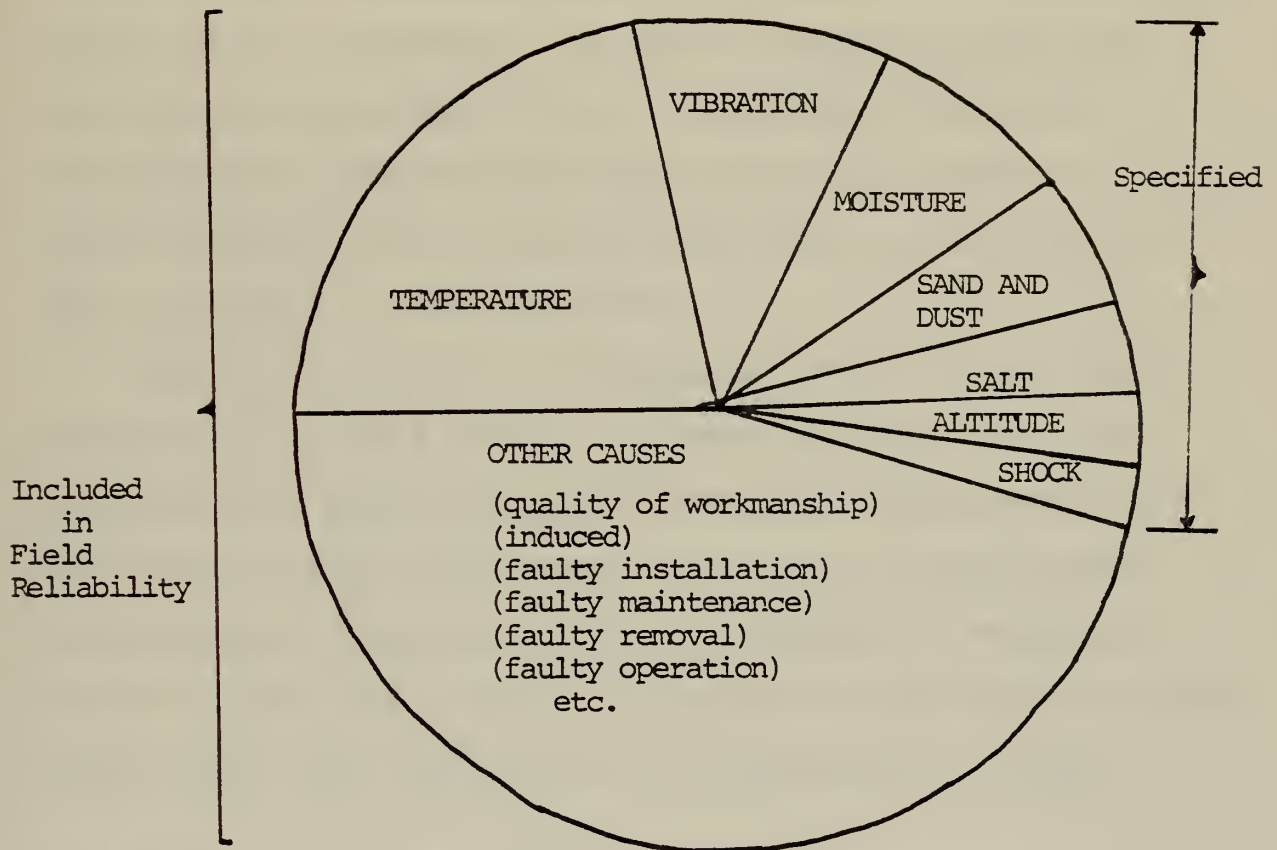 VIBRATION
Specified
MOISTURE
SAND AND
DUST
TEMPERATURE
SALT
ALTITUDE
OTHER CAUSES
SHOCK
Included
in
Field
Reliability
(quality of workmanship)
(induced)
(faulty installation)
(faulty maintenance)
(faulty removal)
(faulty operation)
etc.